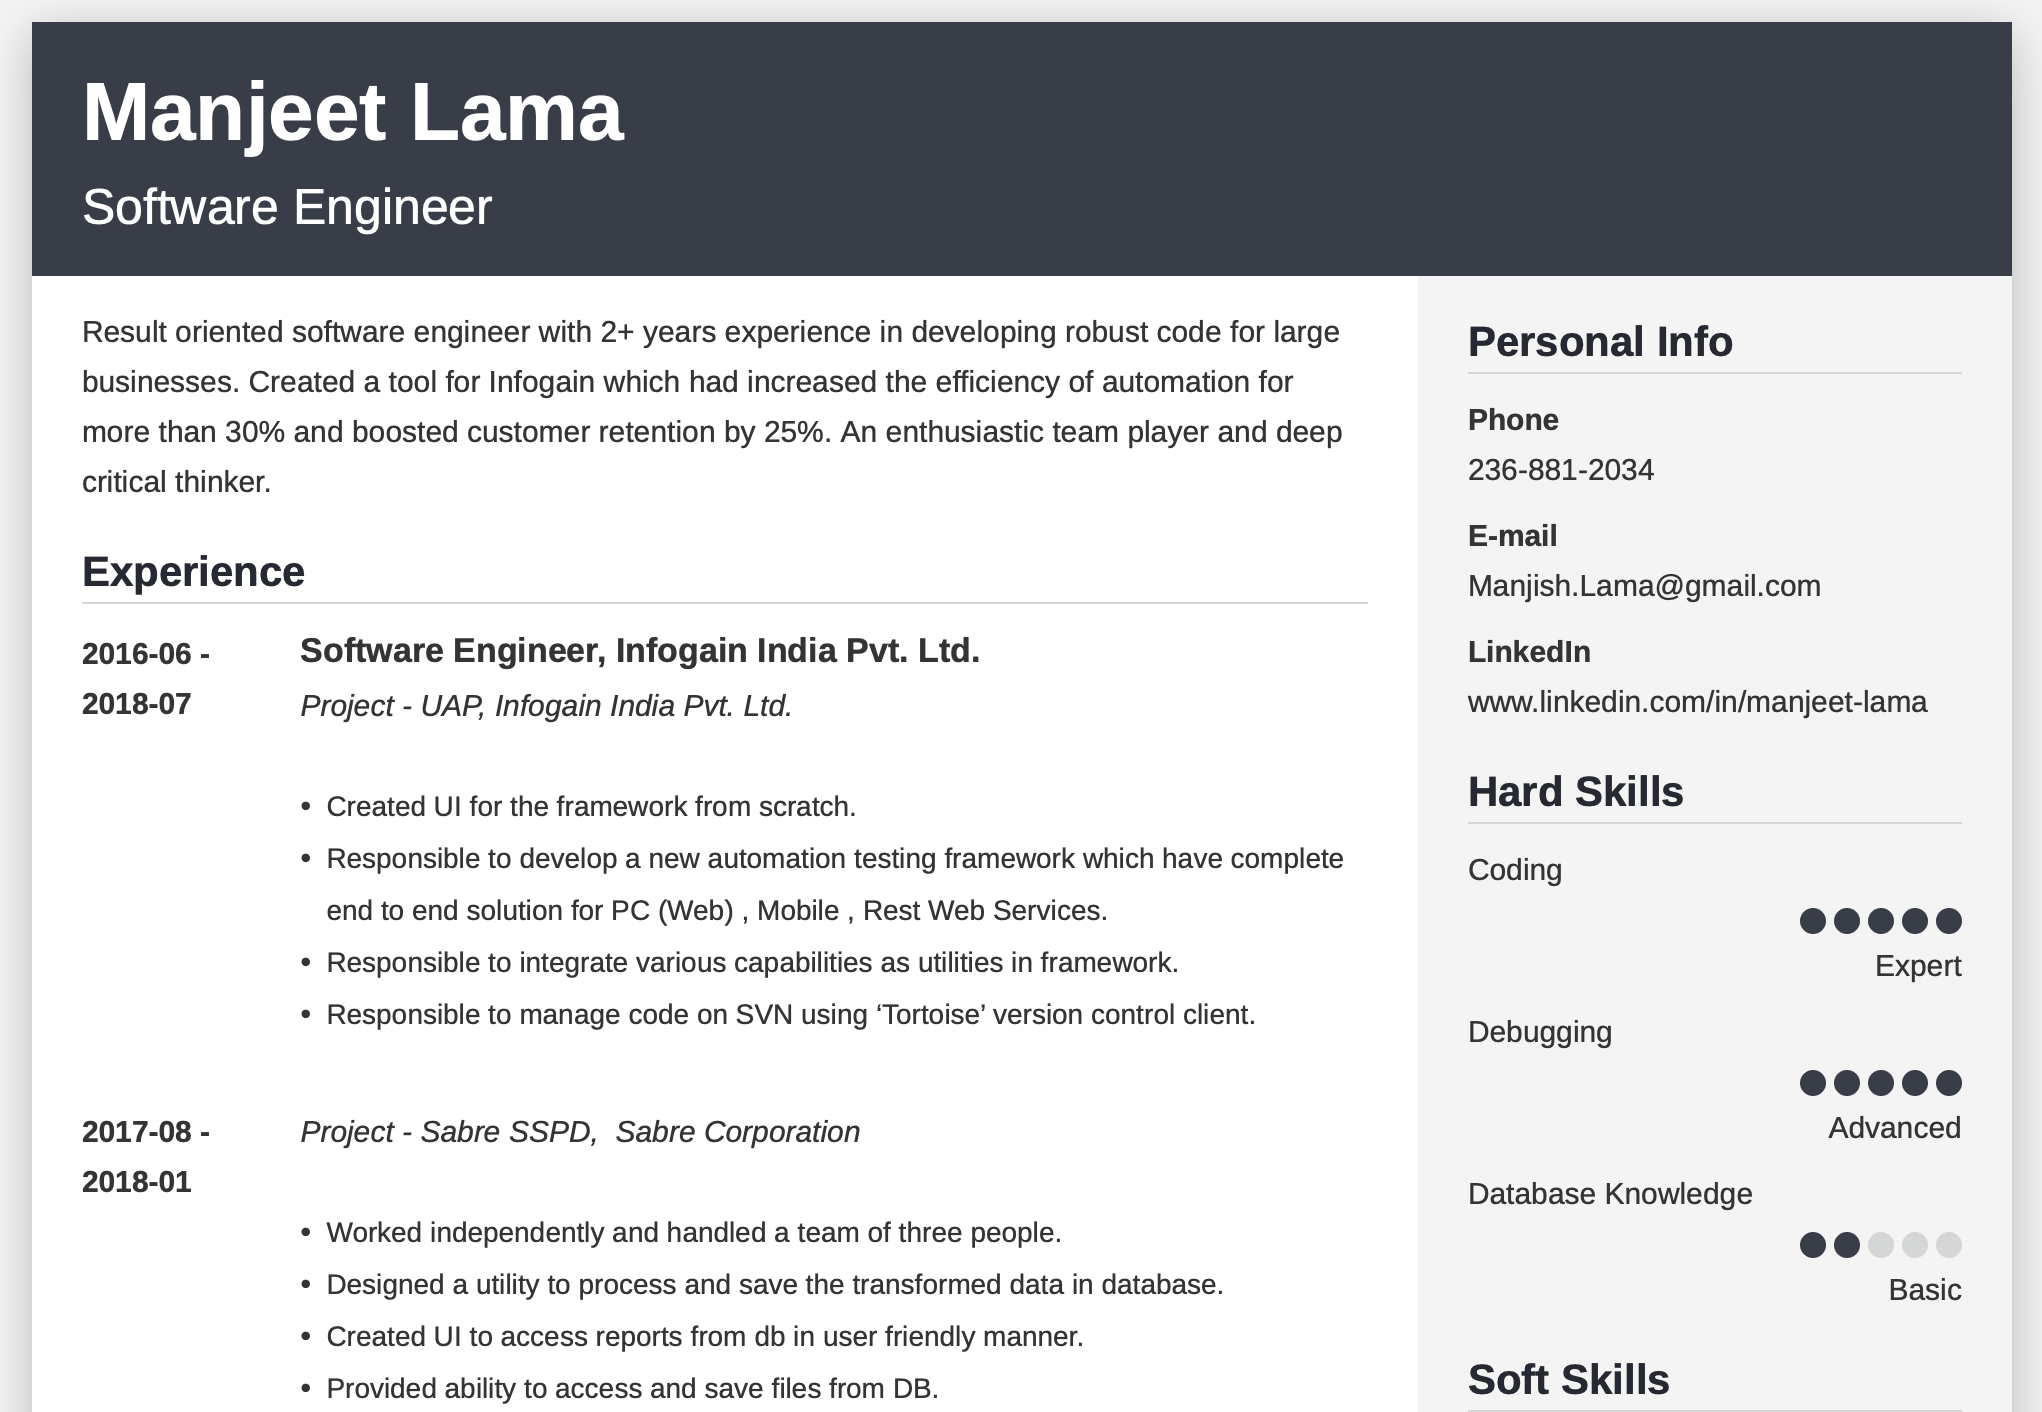 Manjeet Lama
Software Engineer
Result oriented software engineer with 2+ years experience in developing robust code for large
businesses. Created a tool for Infogain which had increased the efficiency of automation for
more than 30% and boosted customer retention by 25%. An enthusiastic team player and deep
critical thinker.
Experience
2016-06 -
2018-07
Software Engineer, Infogain India Pvt. Ltd.
Project - UAP, Infogain India Pvt. Ltd.
• Created UI for the framework from scratch.
• Responsible to develop a new automation testing framework which have complete
end to end solution for PC (Web) , Mobile , Rest Web Services.
• Responsible to integrate various capabilities as utilities in framework.
• Responsible to manage code on SVN using ‘Tortoise’ version control client.
2017-08 -
2018-01
Project - Sabre SSPD,  Sabre Corporation
• Worked independently and handled a team of three people.
• Designed a utility to process and save the transformed data in database.
• Created UI to access reports from db in user friendly manner.
• Provided ability to access and save files from DB.
Personal Info
Phone
236-881-2034
E-mail
Manjish.Lama@gmail.com
LinkedIn
www.linkedin.com/in/manjeet-lama
Hard Skills
Coding
Expert
Debugging
Advanced
Database Knowledge
Basic
Soft Skills